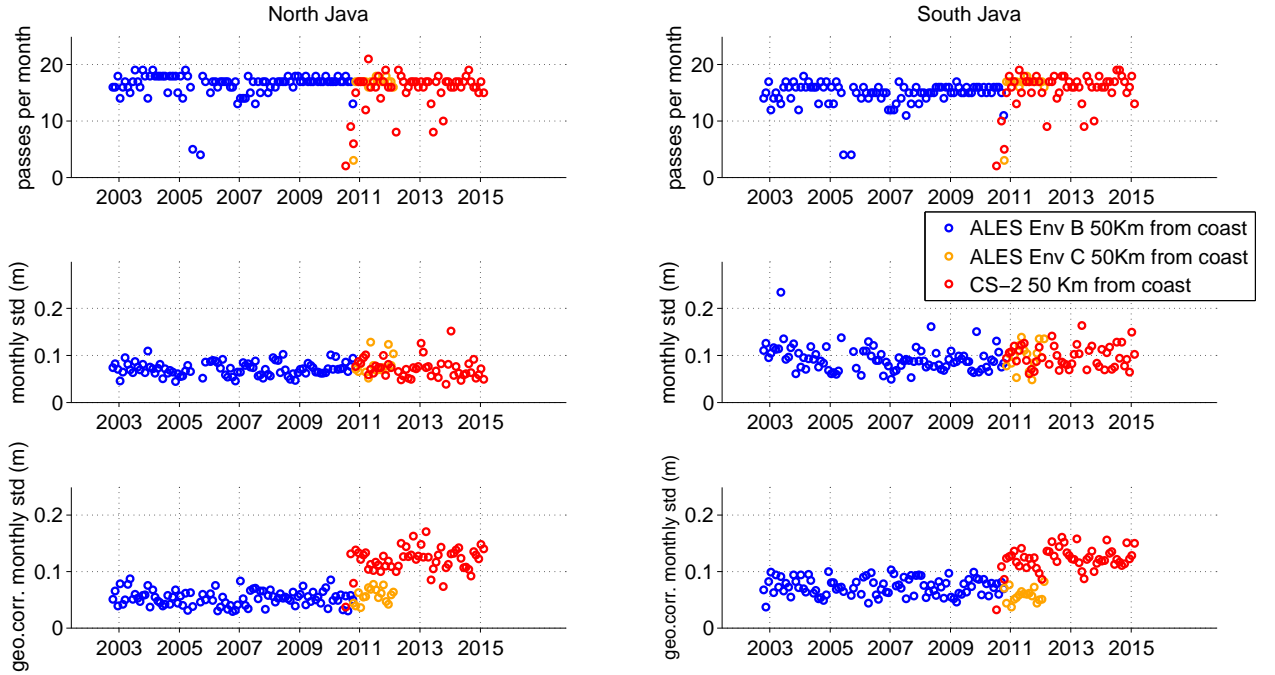 North Java
passes per month
20
10
0
2003 2005 2007 2009 2011 2013 2015
South Java
passes per month
20
10
0
2003 2005 2007 2009 2011 2013 2015
ALES Env B 50Km from coast
ALES Env C 50Km from coast
CS−2 50 Km from coast
monthly std (m)
0.2
0.1
0
2003 2005 2007 2009 2011 2013 2015
monthly std (m)
0.2
0.1
0
2003 2005 2007 2009 2011 2013 2015
geo.corr. monthly std (m)
0.2
0.1
0
2003 2005 2007 2009 2011 2013 2015
geo.corr. monthly std (m)
0.2
0.1
0
2003 2005 2007 2009 2011 2013 2015